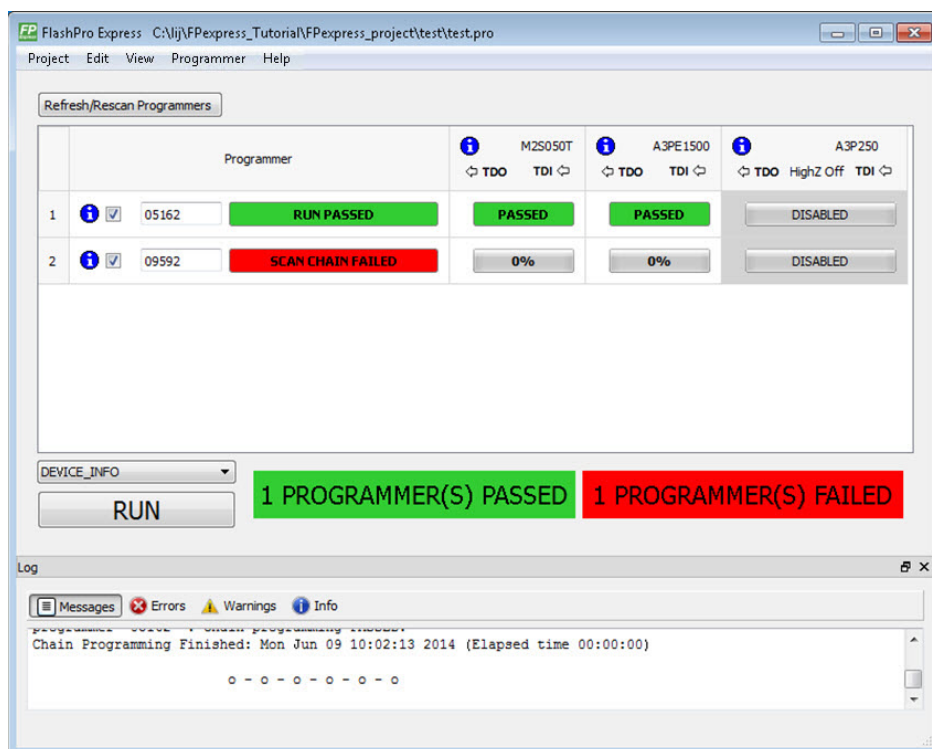 FP FlashPro Express C:\lij\FPexpress_Tutorial\FPexpress_project\test\test.pro
Project Edit View Programmer Help
Refresh/Rescan Programmers
Programmer
M2S050T
TDO TDI
A3PE1500
TDO TDI
A3P250
TDO HighZ Off TDI
1 05162 RUN PASSED PASSED PASSED DISABLED
2 09592 SCAN CHAIN FAILED 0% 0% DISABLED
DEVICE_INFO
RUN
1 PROGRAMMER(S) PASSED 1 PROGRAMMER(S) FAILED
Log
Messages Errors Warnings Info
Chain Programming Finished: Mon Jun 09 10:02:13 2014 (Elapsed time 00:00:00)
o - o - o - o - o - o